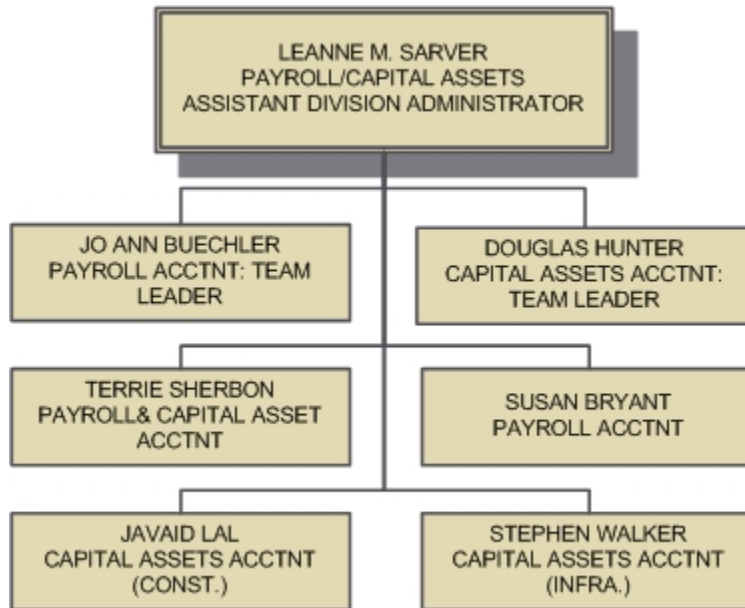 LEANNE M. SARVER
PAYROLL/CAPITAL ASSETS
ASSISTANT DIVISION ADMINISTRATOR
JO ANN BUECHLER
PAYROLL ACCTNT: TEAM
LEADER
DOUGLAS HUNTER
CAPITAL ASSETS ACCTNT:
TEAM LEADER
TERRIE SHERBON
PAYROLL& CAPITAL ASSET
ACCTNT
SUSAN BRYANT
PAYROLL ACCTNT
JAVAID LAL
CAPITAL ASSETS ACCTNT
(CONST.)
STEPHEN WALKER
CAPITAL ASSETS ACCTNT
(INFRA.)